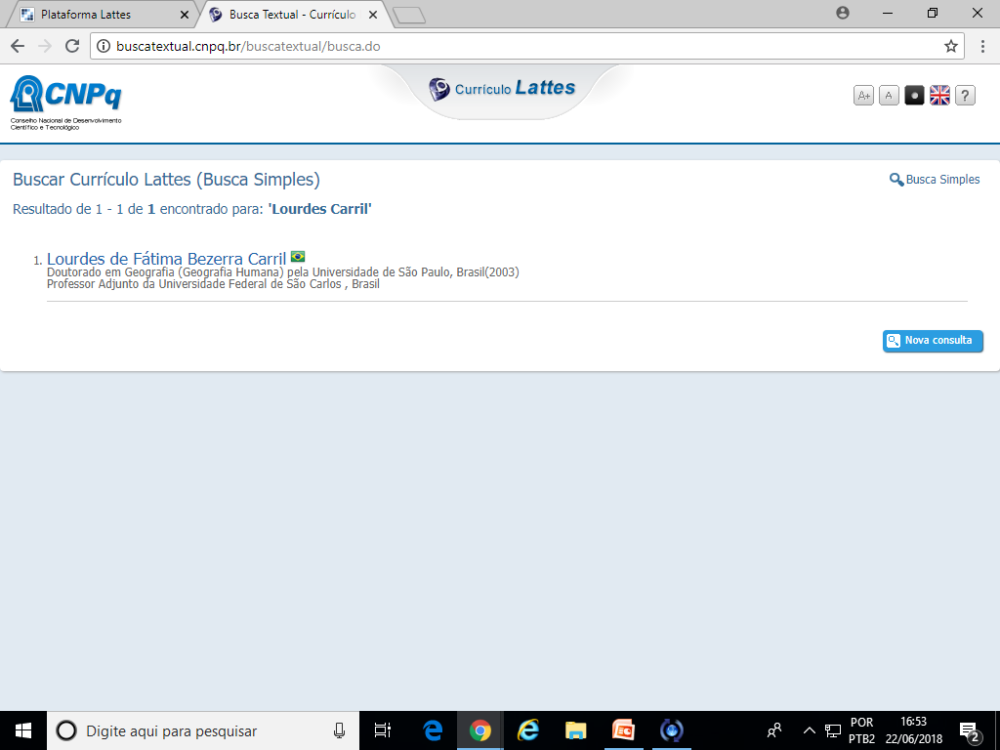 Plataforma Lattes
Busca Textual - Currículo
buscatextual.cnpq.br/buscatextual/busca.do
CNPq
Conselho Nacional de Desenvolvimento
Científico e Tecnológico
Currículo Lattes
A+
A
?
Buscar Currículo Lattes (Busca Simples)
Busca Simples
Resultado de 1 - 1 de 1 encontrado para: 'Lourdes Carril'
1. Lourdes de Fátima Bezerra Carril
Doutorado em Geografia (Geografia Humana) pela Universidade de São Paulo, Brasil(2003)
Professor Adjunto da Universidade Federal de São Carlos , Brasil
Nova consulta
Digite aqui para pesquisar
POR
PTB2
16:53
22/06/2018
2